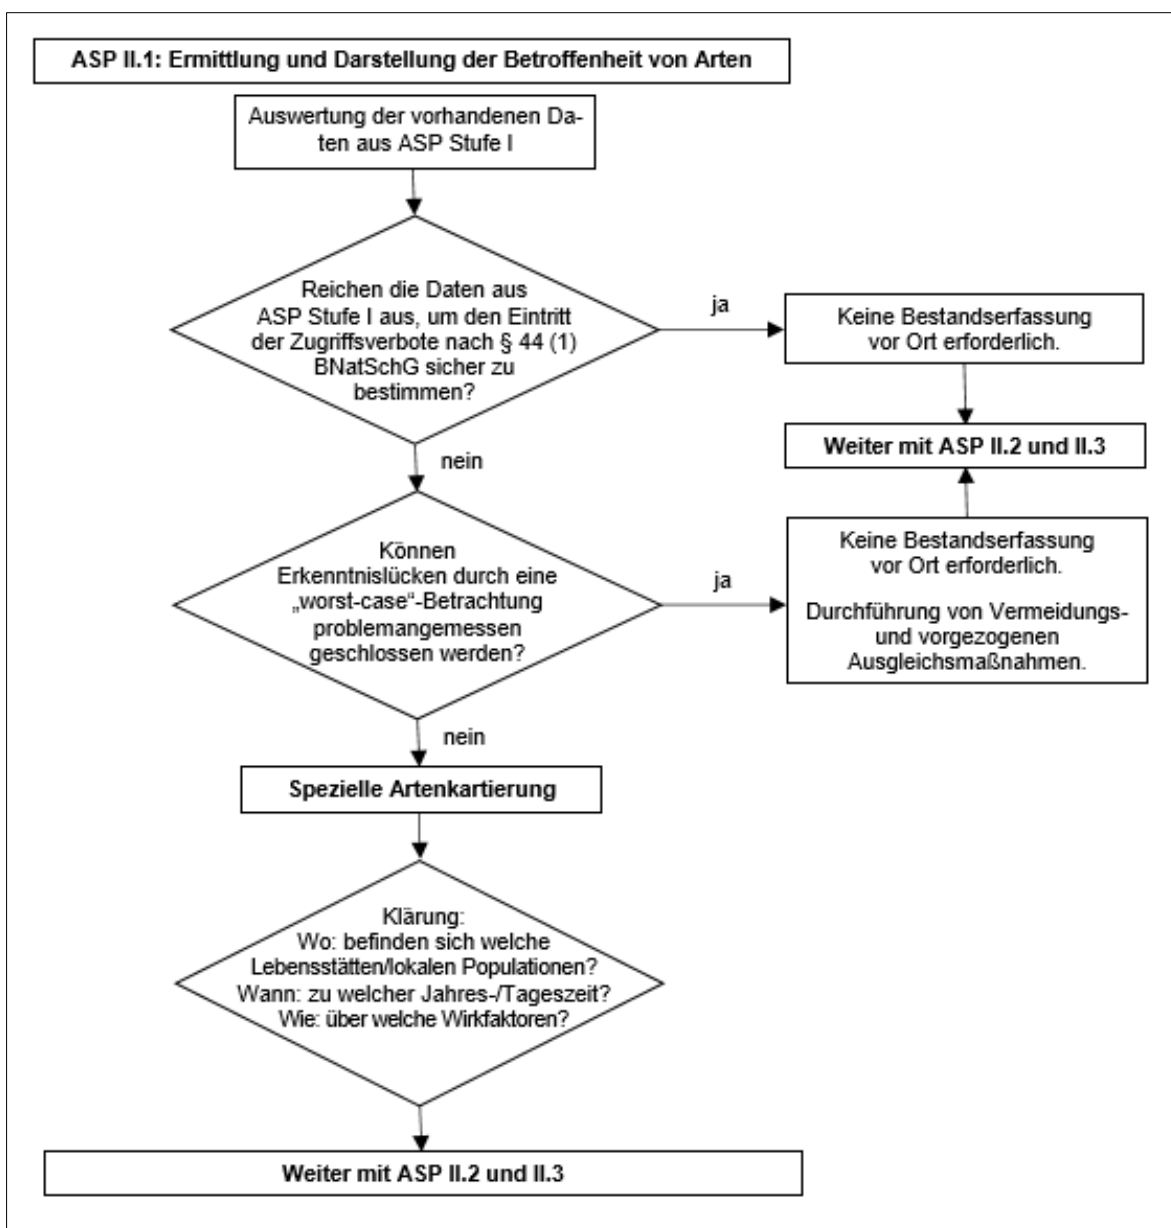 ASP II.1: Ermittlung und Darstellung der Betroffenheit von Arten
Auswertung der vorhandenen Da-
ten aus ASP Stufe I
Reichen die Daten aus
ASP Stufe I aus, um den Eintritt
der Zugriffsverbote nach § 44 (1)
BNatSchG sicher zu
bestimmen?
ja
Keine Bestandserfassung
vor Ort erforderlich.
Weiter mit ASP II.2 und II.3
nein
Können
Erkenntnislücken durch eine
„worst-case“-Betrachtung
problemangemessen
geschlossen werden?
ja
Keine Bestandserfassung
vor Ort erforderlich.
Durchführung von Vermeidungs-
und vorgezogenen
Ausgleichsmaßnahmen.
nein
Spezielle Artenkartierung
Klärung:
Wo: befinden sich welche
Lebensstätten/lokalen Populationen?
Wann: zu welcher Jahres-/Tageszeit?
Wie: über welche Wirkfaktoren?
Weiter mit ASP II.2 und II.3